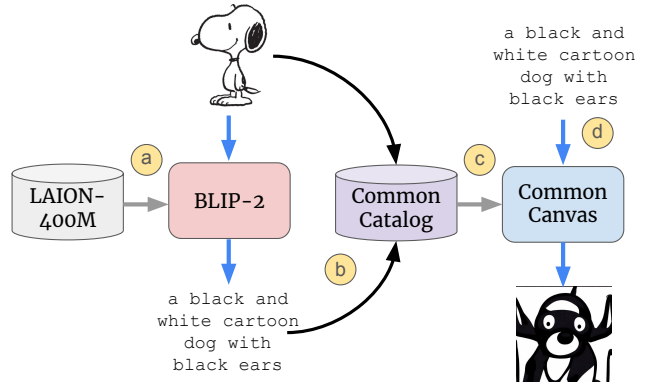 a black and
white cartoon
dog with
black ears
a
c
d
LAION-
400M
BLIP-2
Common
Catalog
Common
Canvas
b
a black and
white cartoon
dog with
black ears